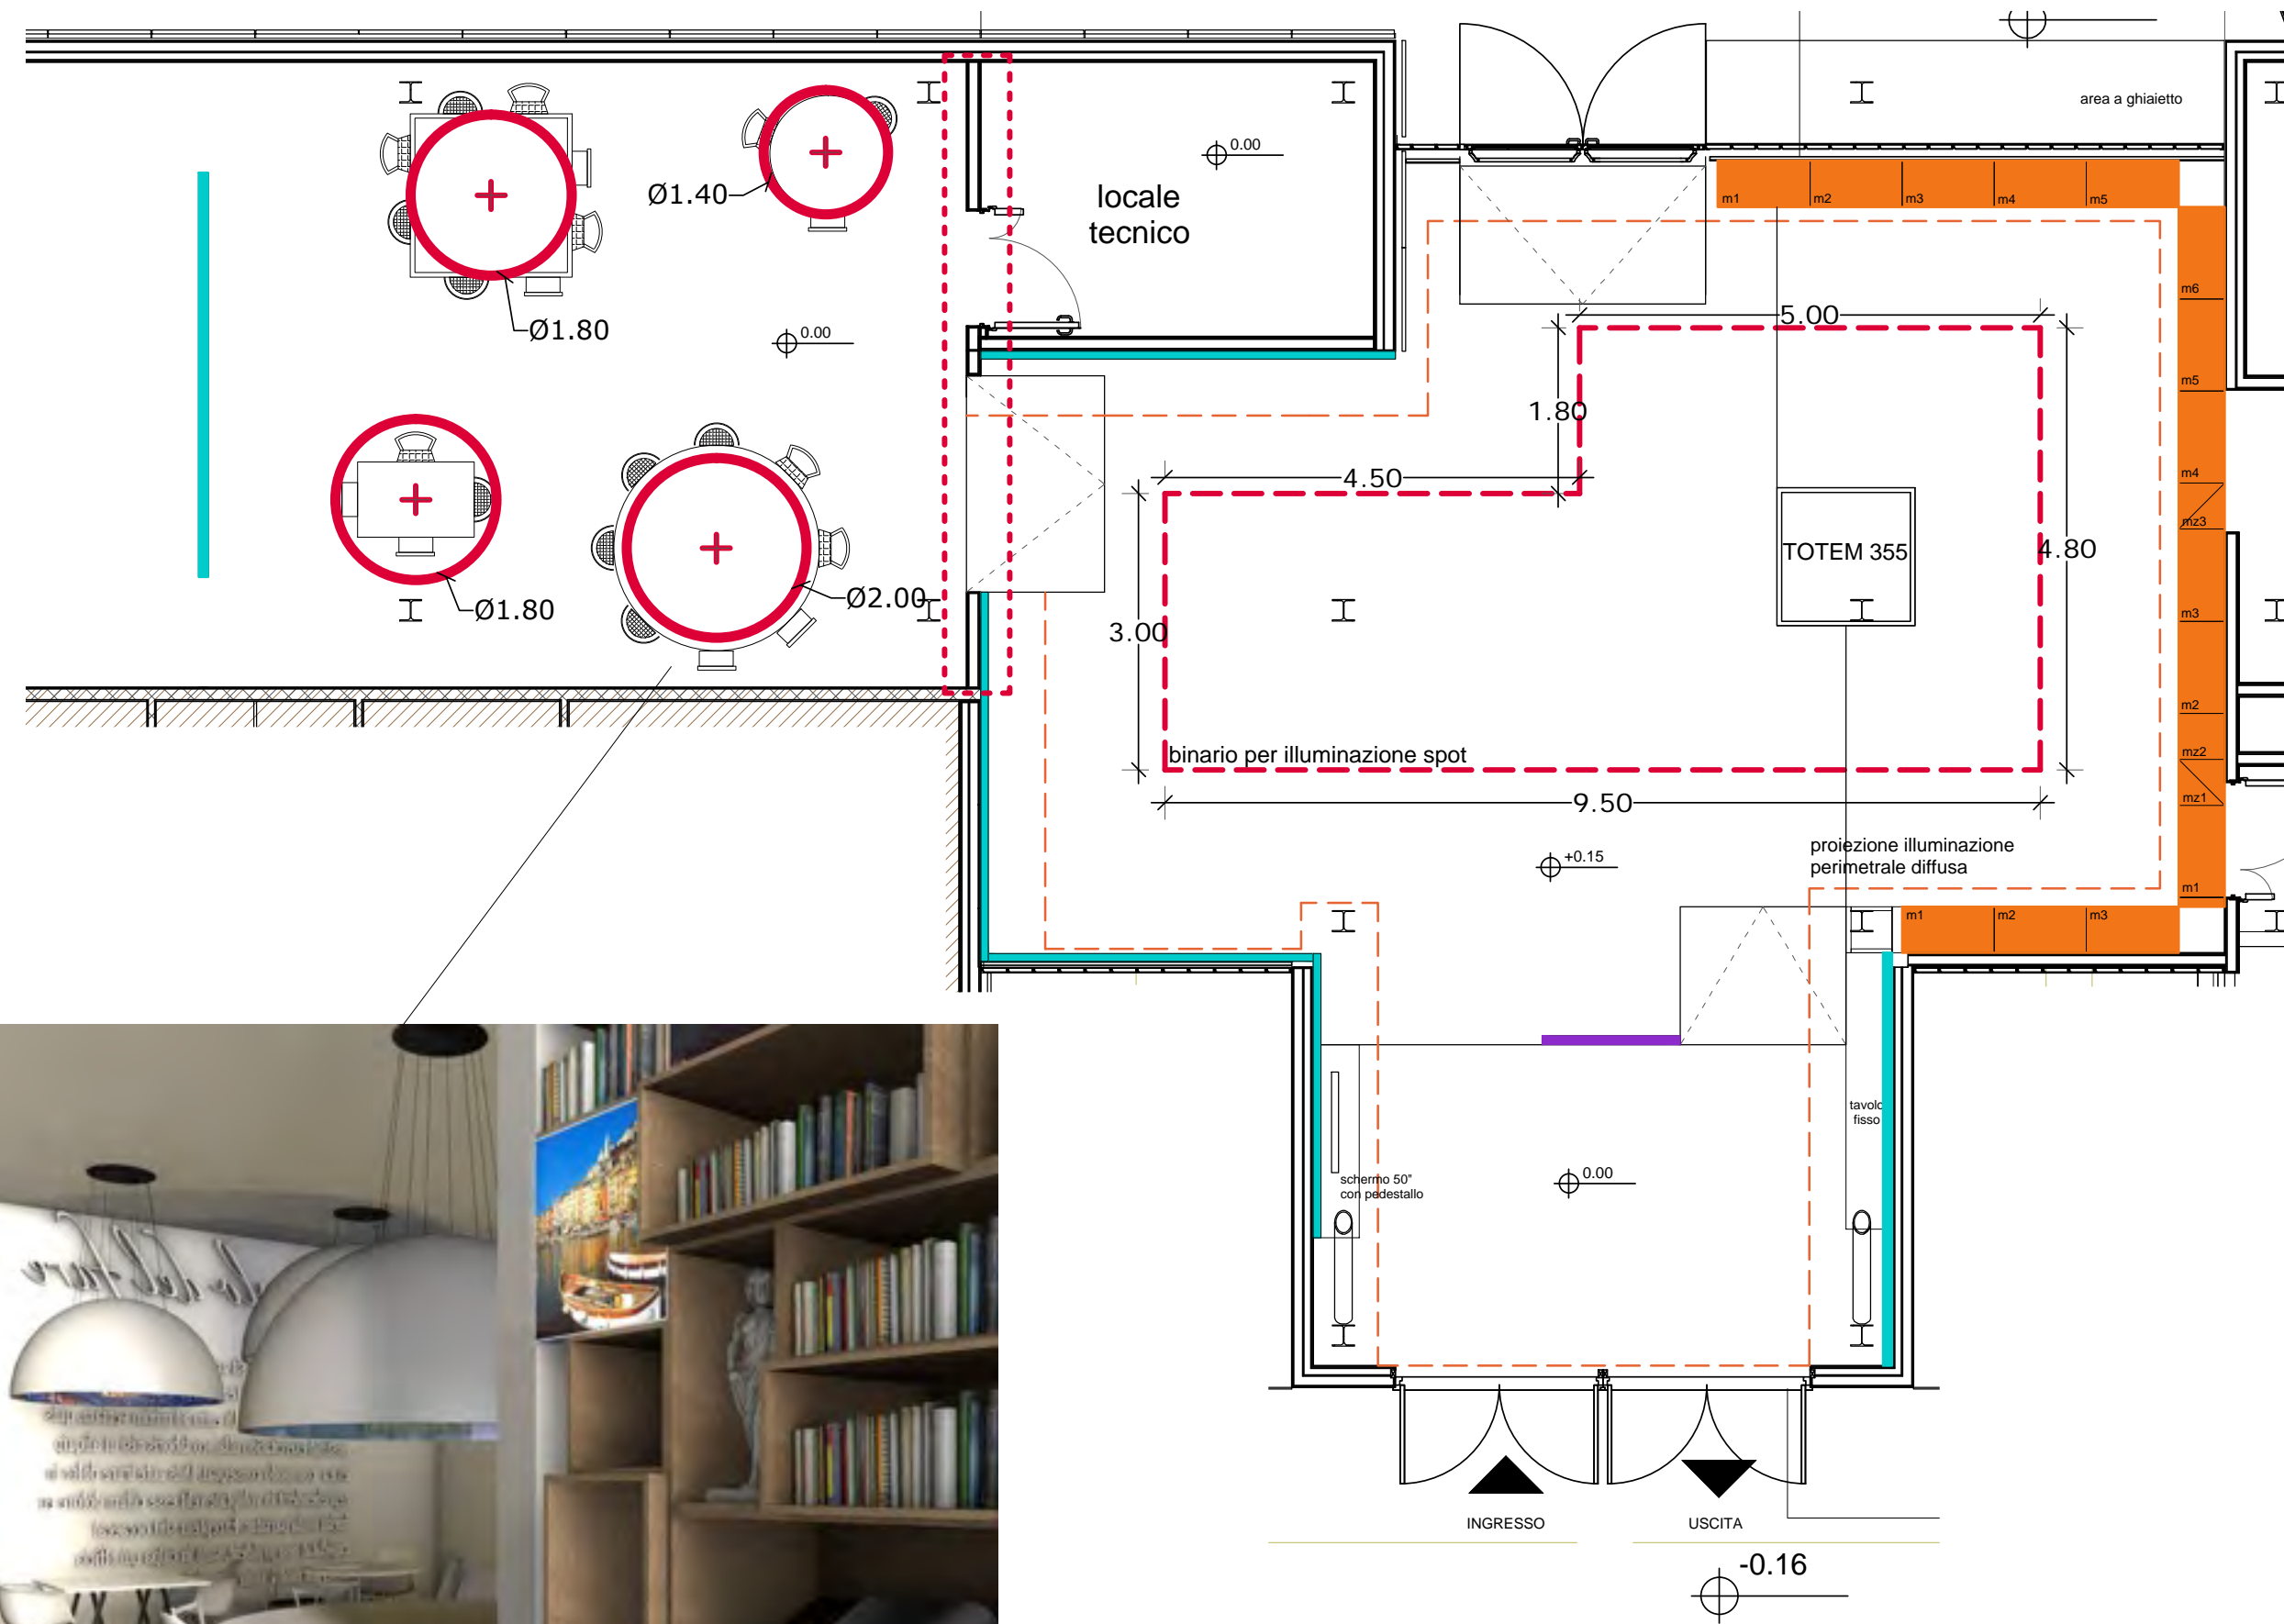 area a ghiaietto
0.00
locale
tecnico
Ø1.40
Ø1.80
0.00
m1
m2
m3
m4
m5
m6
m5
m4
mz3
m3
m2
mz2
mz1
m1
5.00
1.80
4.50
4.80
TOTEM 355
3.00
Ø1.80
Ø2.00
binario per illuminazione spot
9.50
proiezione illuminazione
perimetrale diffusa
+0.15
m1
m2
m3
tavolo
fisso
schermo 50"
con pedestallo
0.00
INGRESSO
USCITA
-0.16